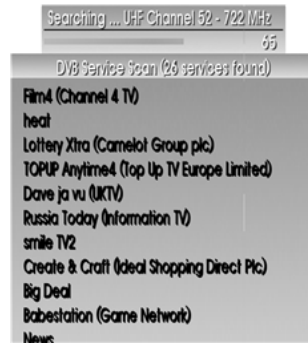 Searching ... UHF Channel 52 - 722 MHz
65
DVB Service Scan (26 services found)
Film4 (Channel 4 TV)
heat
Lottery Xtra (Camelot Group plc)
TOPUP Anytime4 (Top Up TV Europe Limited)
Dave ja vu (UKTV)
Russia Today (Information TV)
smile TV2
Create & Craft (Ideal Shopping Direct Plc)
Big Deal
Babestation (Game Network)
News